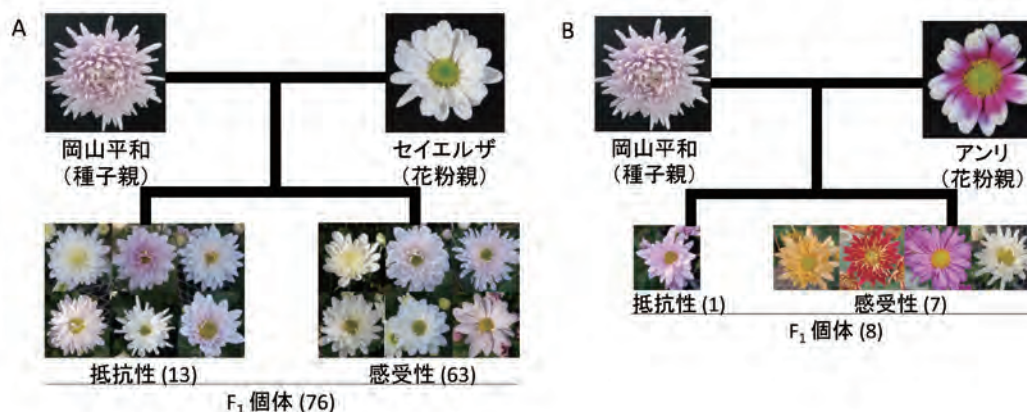 A
岡山平和
(種子親)
セイエルザ
(花粉親)
抵抗性 (13)
感受性 (63)
F₁ 個体 (76)
B
岡山平和
(種子親)
アンリ
(花粉親)
抵抗性 (1)
感受性 (7)
F₁ 個体 (8)